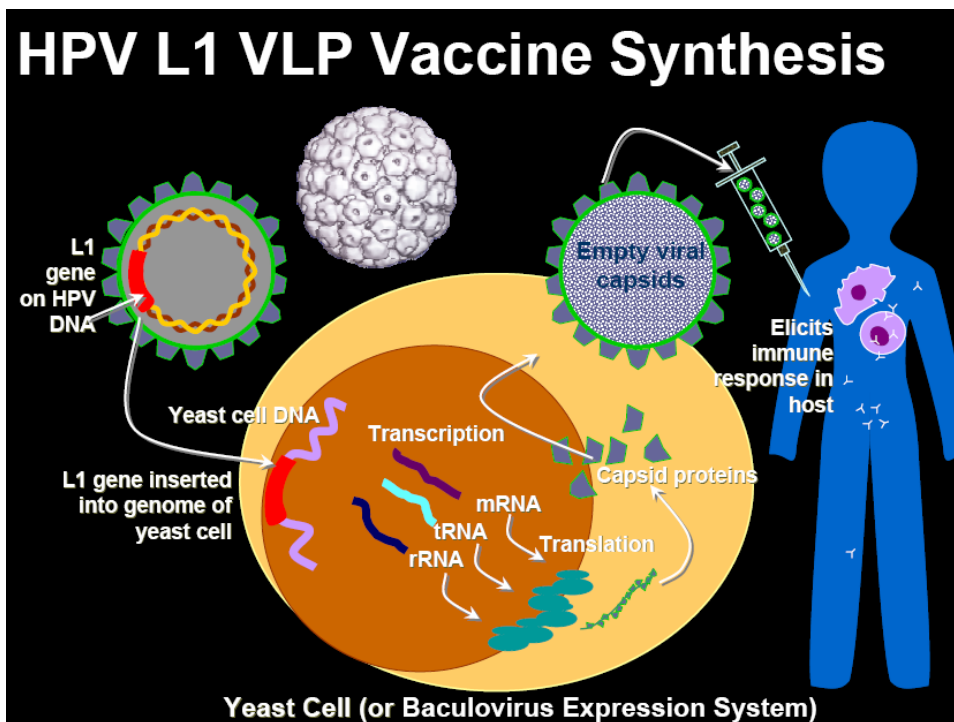 HPV L1 VLP Vaccine Synthesis
L1
gene
on HPV
DNA
Empty viral
capsids
Elicits
immune
response in
host
Yeast cell DNA
Transcription
L1 gene inserted
into genome of
yeast cell
Capsid proteins
mRNA
tRNA
rRNA
Translation
Yeast Cell (or Baculovirus Expression System)